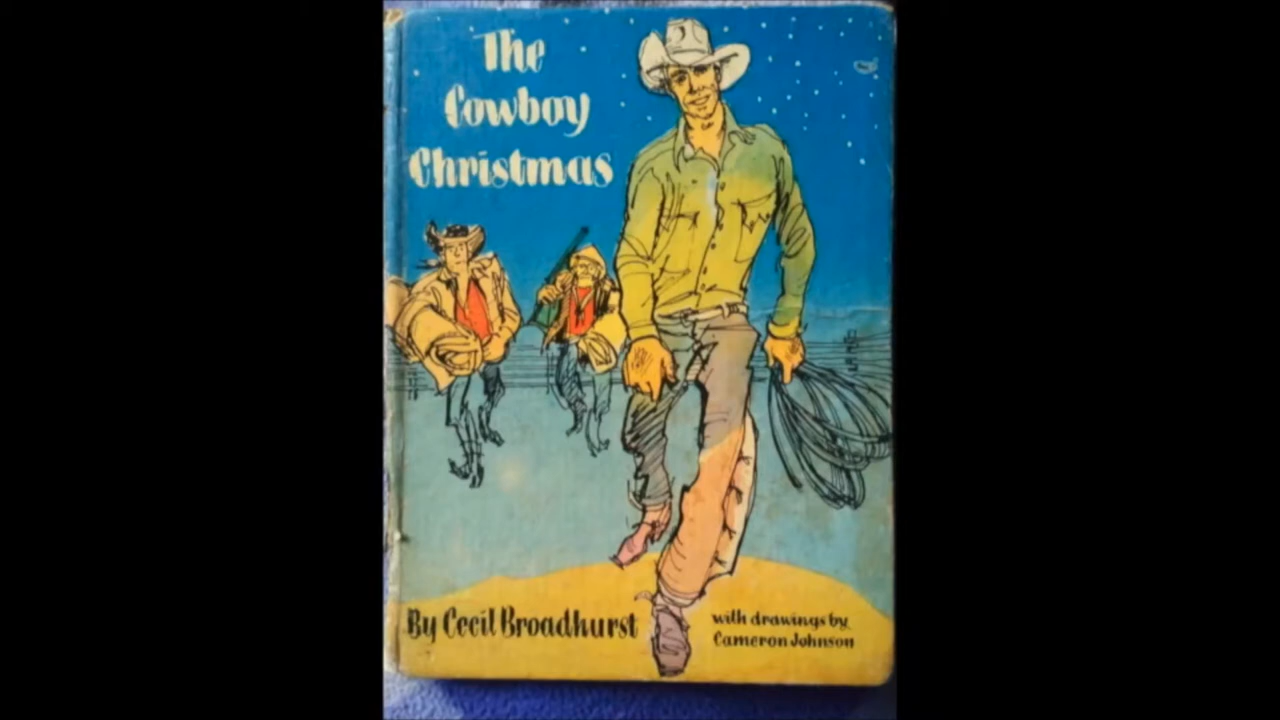 The
Cowboy
Christmas
By Cecil Broadhurst
with drawings by
Cameron Johnson